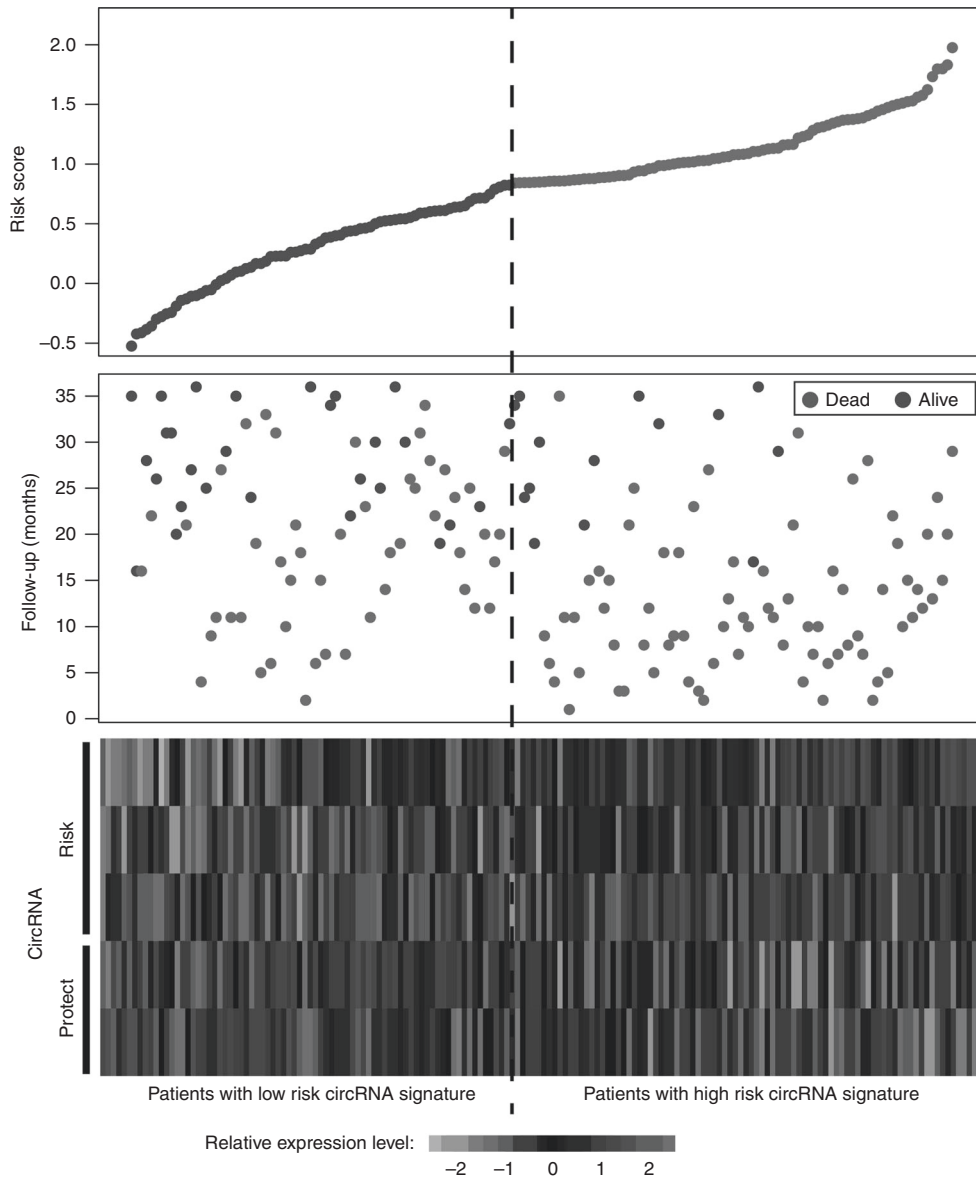 2.0
1.5
1.0
0.5
0.0
–0.5
Risk score
Dead Alive
35
30
25
20
15
10
5
0
Follow-up (months)
Risk
CircRNA
Protect
Patients with low risk circRNA signature Patients with high risk circRNA signature
Relative expression level:
–2 –1 0 1 2